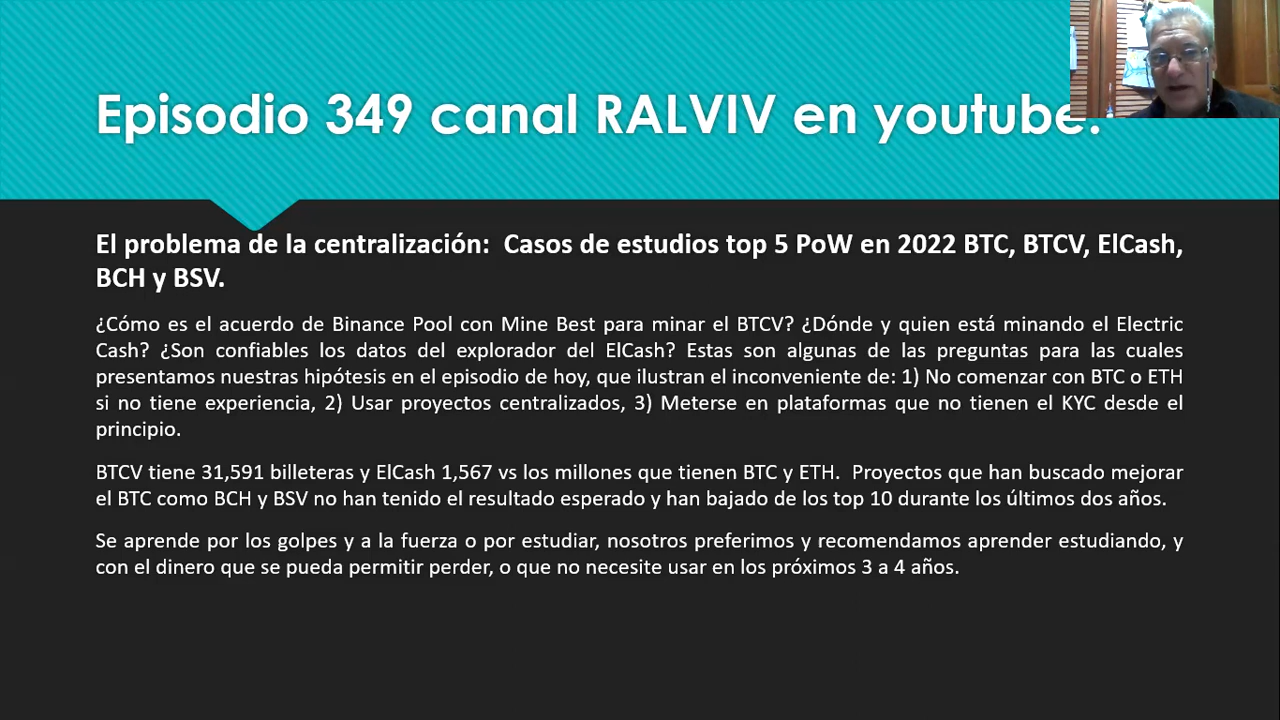 Episodio 349 canal RALVIV en youtube.
El problema de la centralización: Casos de estudios top 5 PoW en 2022 BTC, BTCV, ElCash,
BCH y BSV.
¿Cómo es el acuerdo de Binance Pool con Mine Best para minar el BTCV? ¿Dónde y quien está minando el Electric
Cash? ¿Son confiables los datos del explorador del ElCash? Estas son algunas de las preguntas para las cuales
presentamos nuestras hipótesis en el episodio de hoy, que ilustran el inconveniente de: 1) No comenzar con BTC o ETH
si no tiene experiencia, 2) Usar proyectos centralizados, 3) Meterse en plataformas que no tienen el KYC desde el
principio.
BTCV tiene 31,591 billeteras y ElCash 1,567 vs los millones que tienen BTC y ETH. Proyectos que han buscado mejorar
el BTC como BCH y BSV no han tenido el resultado esperado y han bajado de los top 10 durante los últimos dos años.
Se aprende por los golpes y a la fuerza o por estudiar, nosotros preferimos y recomendamos aprender estudiando, y
con el dinero que se pueda permitir perder, o que no necesite usar en los próximos 3 a 4 años.